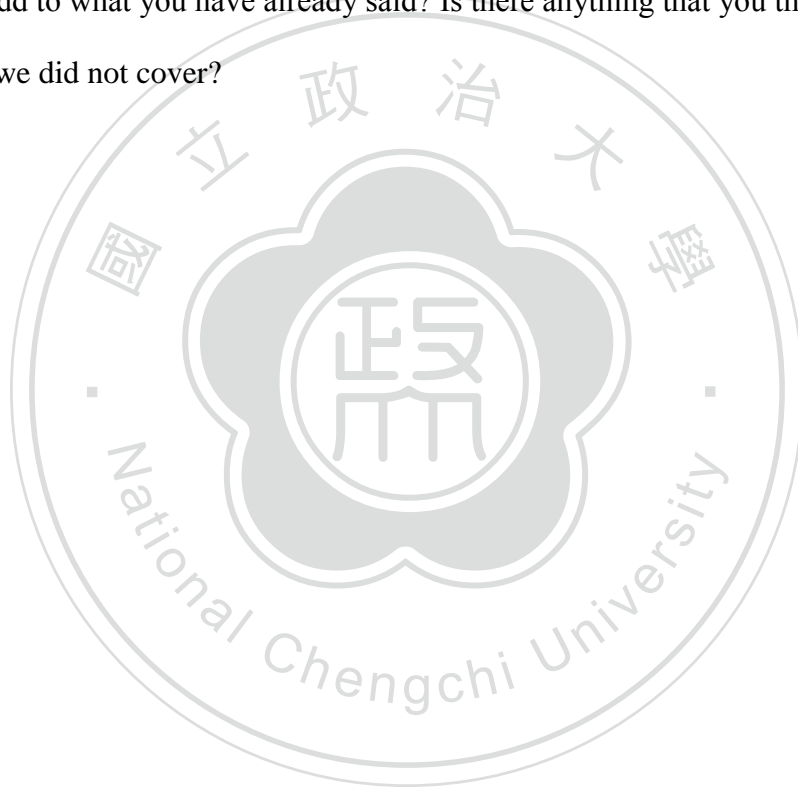 dd to what you have already said? Is there anything that you th
we did not cover?
國立政治大學
政
National Chengchi University